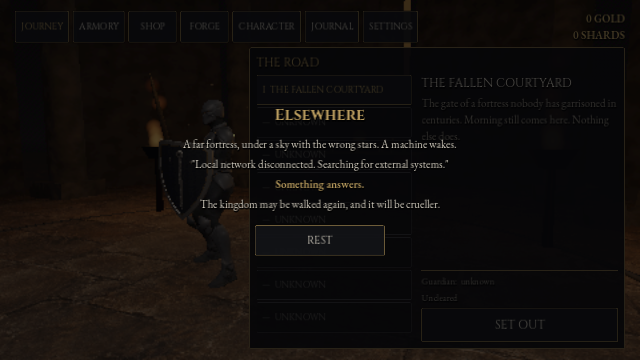 JOURNEY
ARMORY
SHOP
FORGE
CHARACTER
JOURNAL
SETTINGS
0 GOLD
0 SHARDS
THE ROAD
I THE FALLEN COURTYARD
THE FALLEN COURTYARD
The gate of a fortress nobody has garrisoned in
centuries. Morning still comes here. Nothing
else does.
ELSEWHERE
A far fortress, under a sky with the wrong stars. A machine wakes.
"Local network disconnected. Searching for external systems."
Something answers.
The kingdom may be walked again, and it will be crueller.
UNKNOWN
REST
UNKNOWN
UNKNOWN
Guardian: unknown
Uncleared
SET OUT